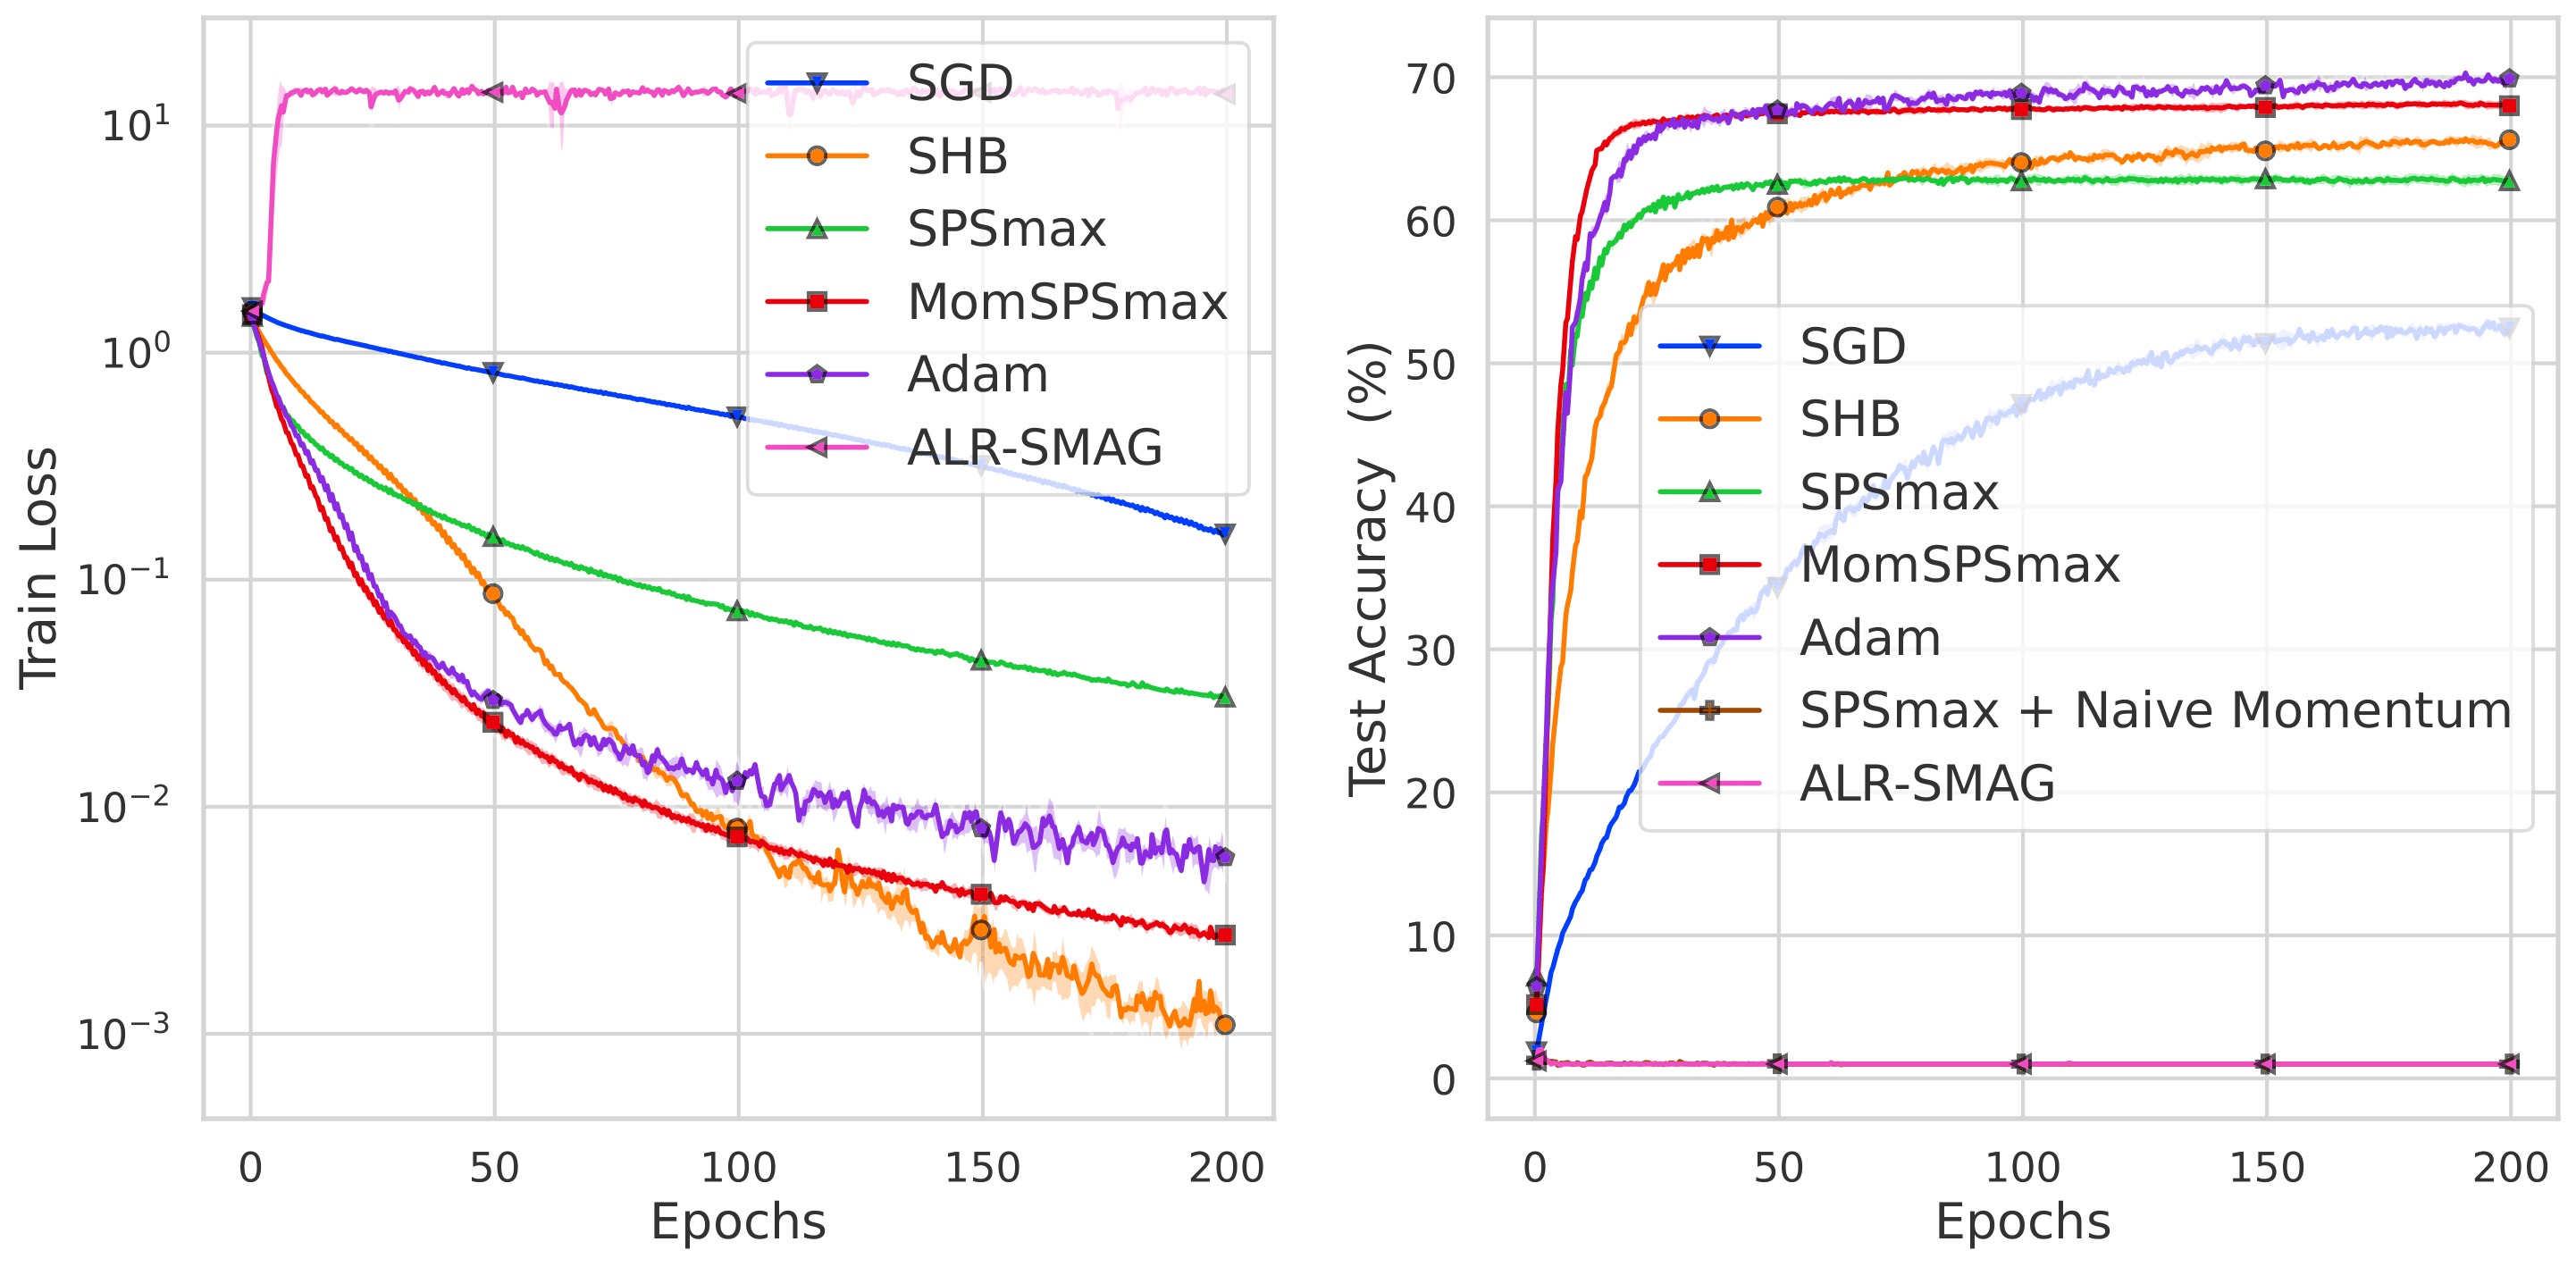 Train Loss
10¹
10⁰
10⁻¹
10⁻²
10⁻³
SGD
SHB
SPSmax
MomSPSmax
Adam
ALR-SMAG
0 50 100 150 200
Epochs
Test Accuracy (%)
70
60
50
40
30
20
10
0
SGD
SHB
SPSmax
MomSPSmax
Adam
SPSmax + Naive Momentum
ALR-SMAG
0 50 100 150 200
Epochs